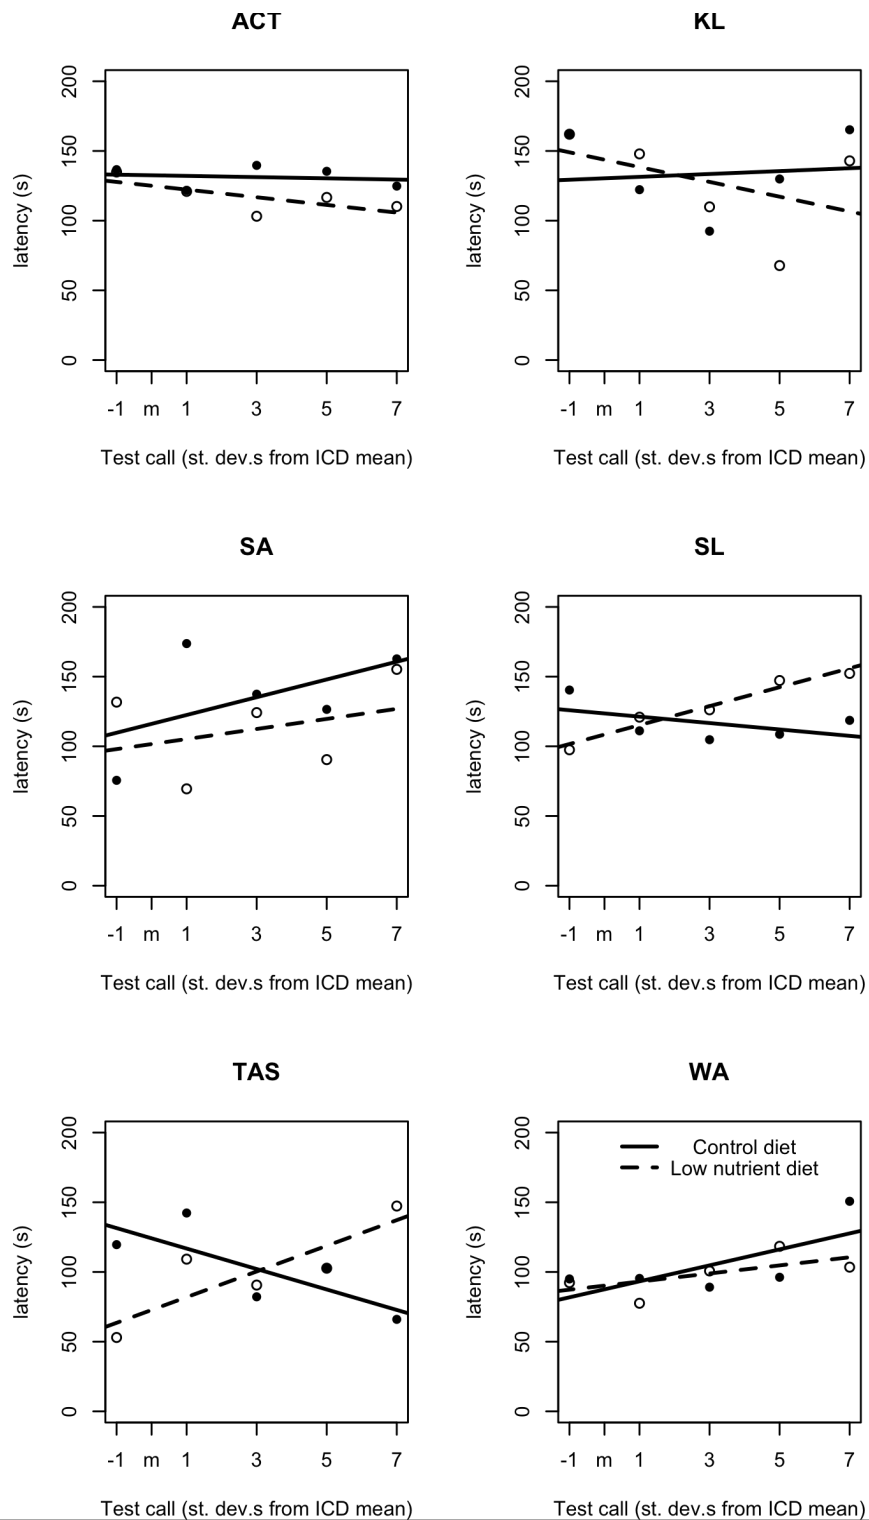 ACT
200
150
100
50
0
latency (s)
-1 m 1 3 5 7
Test call (st. dev.s from ICD mean)
KL
200
150
100
50
0
latency (s)
-1 m 1 3 5 7
Test call (st. dev.s from ICD mean)
SA
200
150
100
50
0
latency (s)
-1 m 1 3 5 7
Test call (st. dev.s from ICD mean)
SL
200
150
100
50
0
latency (s)
-1 m 1 3 5 7
Test call (st. dev.s from ICD mean)
TAS
200
150
100
50
0
latency (s)
-1 m 1 3 5 7
Test call (st. dev.s from ICD mean)
WA
Control diet
Low nutrient diet
200
150
100
50
0
latency (s)
-1 m 1 3 5 7
Test call (st. dev.s from ICD mean)